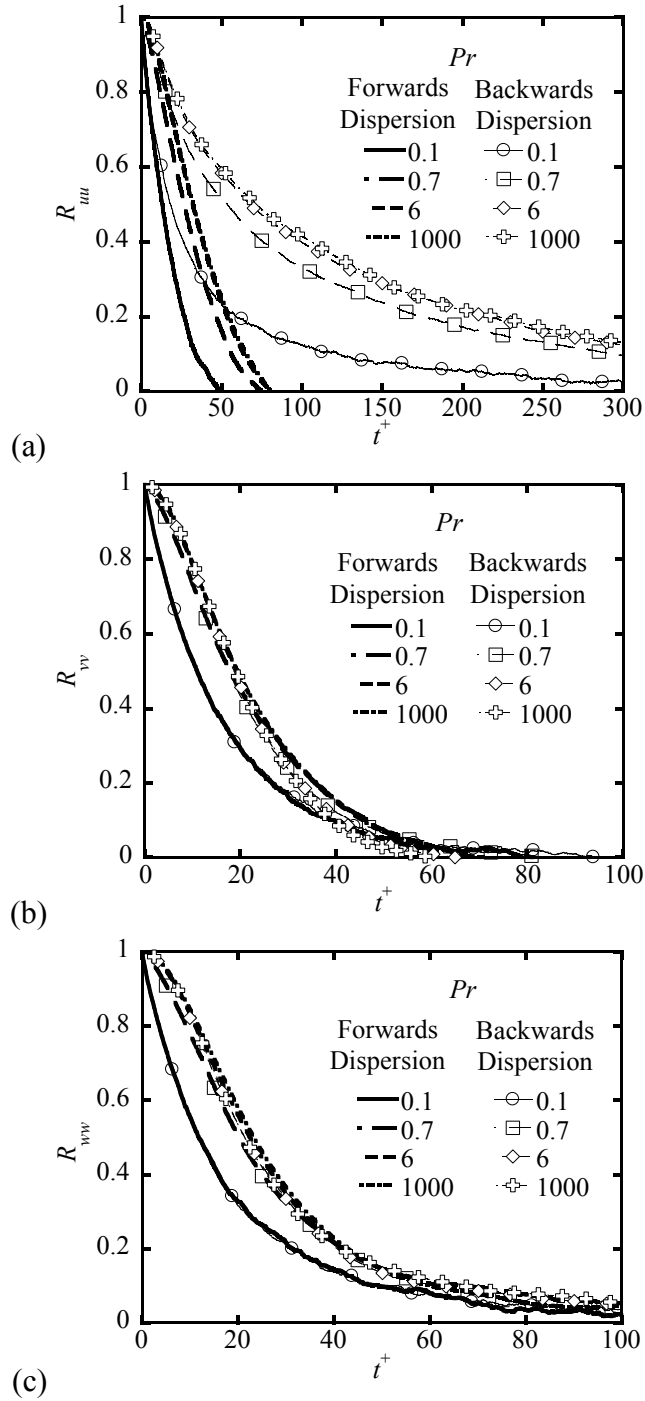 1
0.8
0.6
0.4
0.2
0
R_uu
Pr
Forwards Backwards
Dispersion Dispersion
0.1 0.1
0.7 0.7
6 6
1000 1000
0 50 100 150 200 250 300
t+
(a)
1
0.8
0.6
0.4
0.2
0
R_vv
Pr
Forwards Backwards
Dispersion Dispersion
0.1 0.1
0.7 0.7
6 6
1000 1000
0 20 40 60 80 100
t+
(b)
1
0.8
0.6
0.4
0.2
0
R_ww
Pr
Forwards Backwards
Dispersion Dispersion
0.1 0.1
0.7 0.7
6 6
1000 1000
0 20 40 60 80 100
t+
(c)